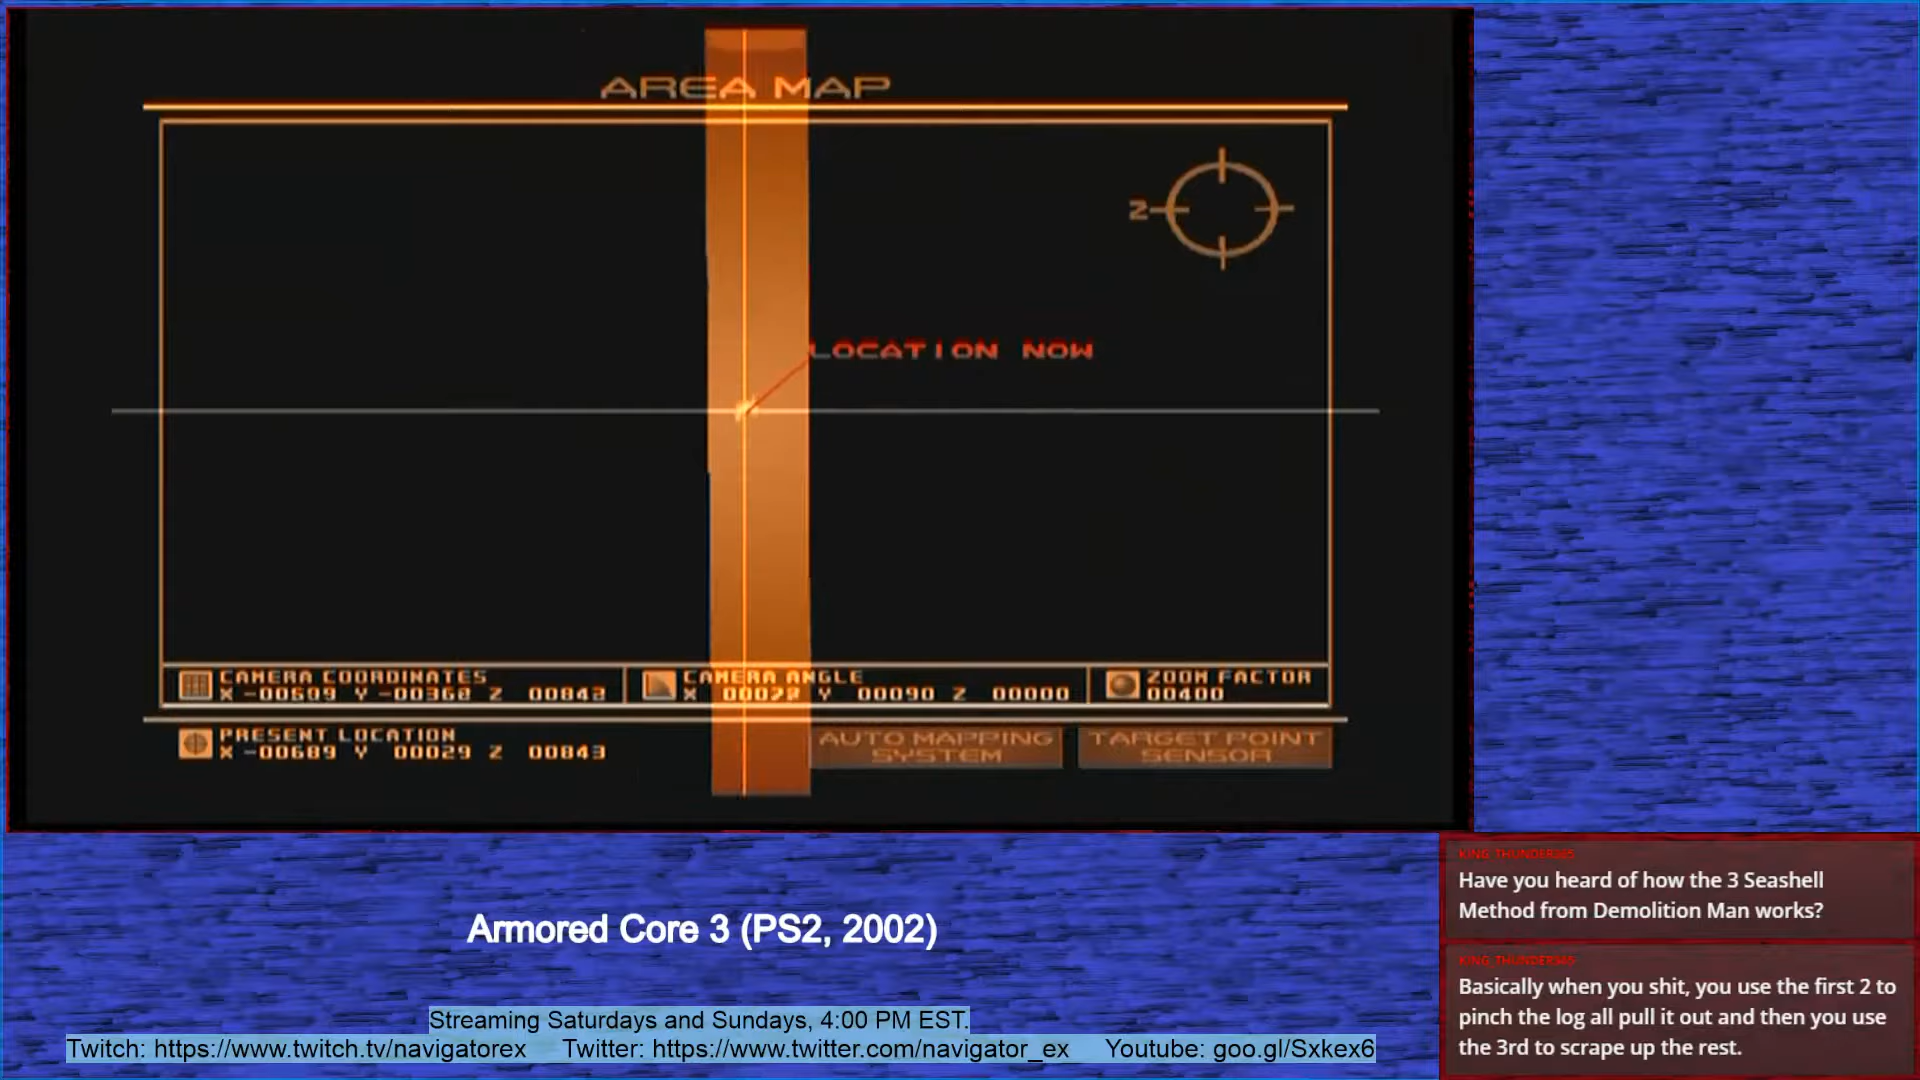 AREA MAP
Z
LOCATION NOW
CAMERA COORDINATES
X -00699 Y -00360 Z 00843
CAMERA ANGLE
X 00028 Y 00090 Z 00000
ZOOM FACTOR
00400
PRESENT LOCATION
X -00689 Y 00029 Z 00843
AUTO MAPPING
SYSTEM
TARGET POINT
SENSOR
KING_THUNDER365
Have you heard of how the 3 Seashell
Method from Demolition Man works?
KING_THUNDER365
Basically when you shit, you use the first 2 to
pinch the log all pull it out and then you use
the 3rd to scrape up the rest.
Armored Core 3 (PS2, 2002)
Streaming Saturdays and Sundays, 4:00 PM EST.
Twitch: https://www.twitch.tv/navigatorex Twitter: https://www.twitter.com/navigator_ex Youtube: goo.gl/Sxkex6